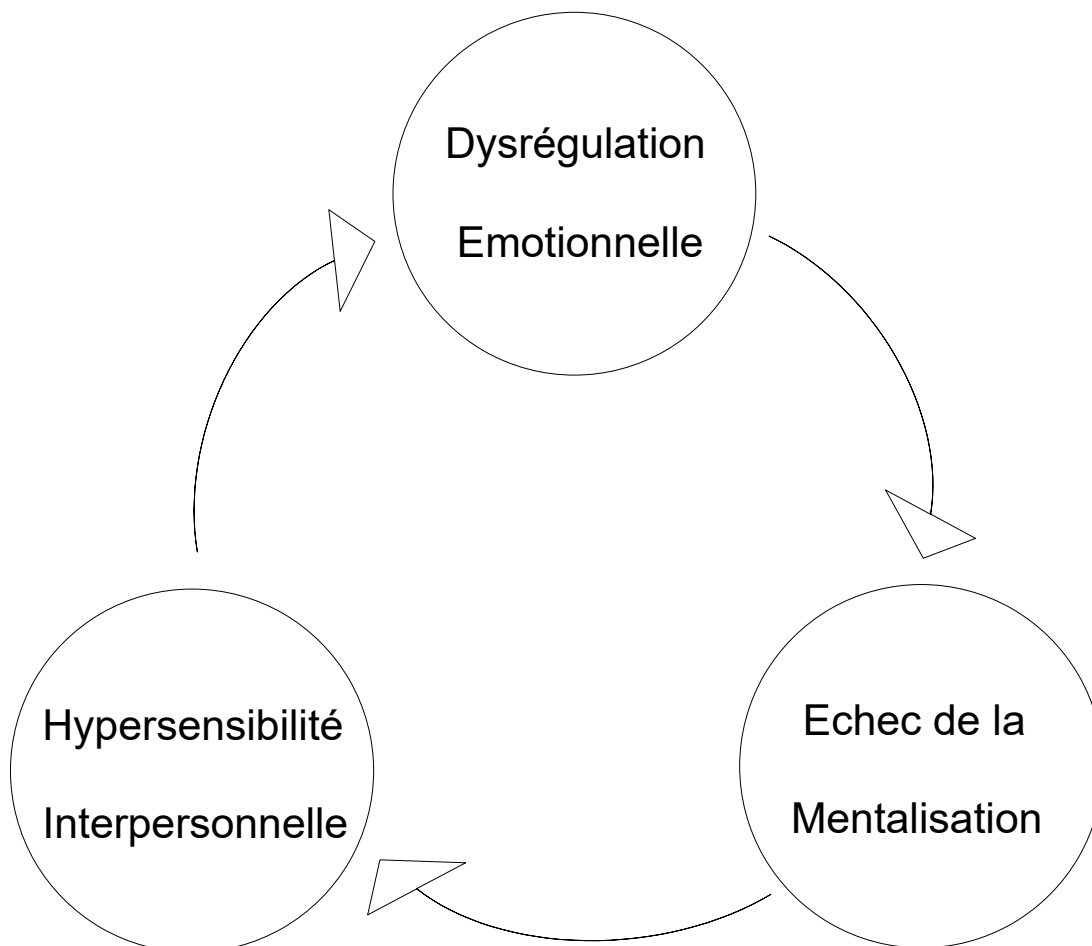 Dysrégulation
Emotionnelle
Hypersensibilité
Interpersonnelle
Echec de la
Mentalisation